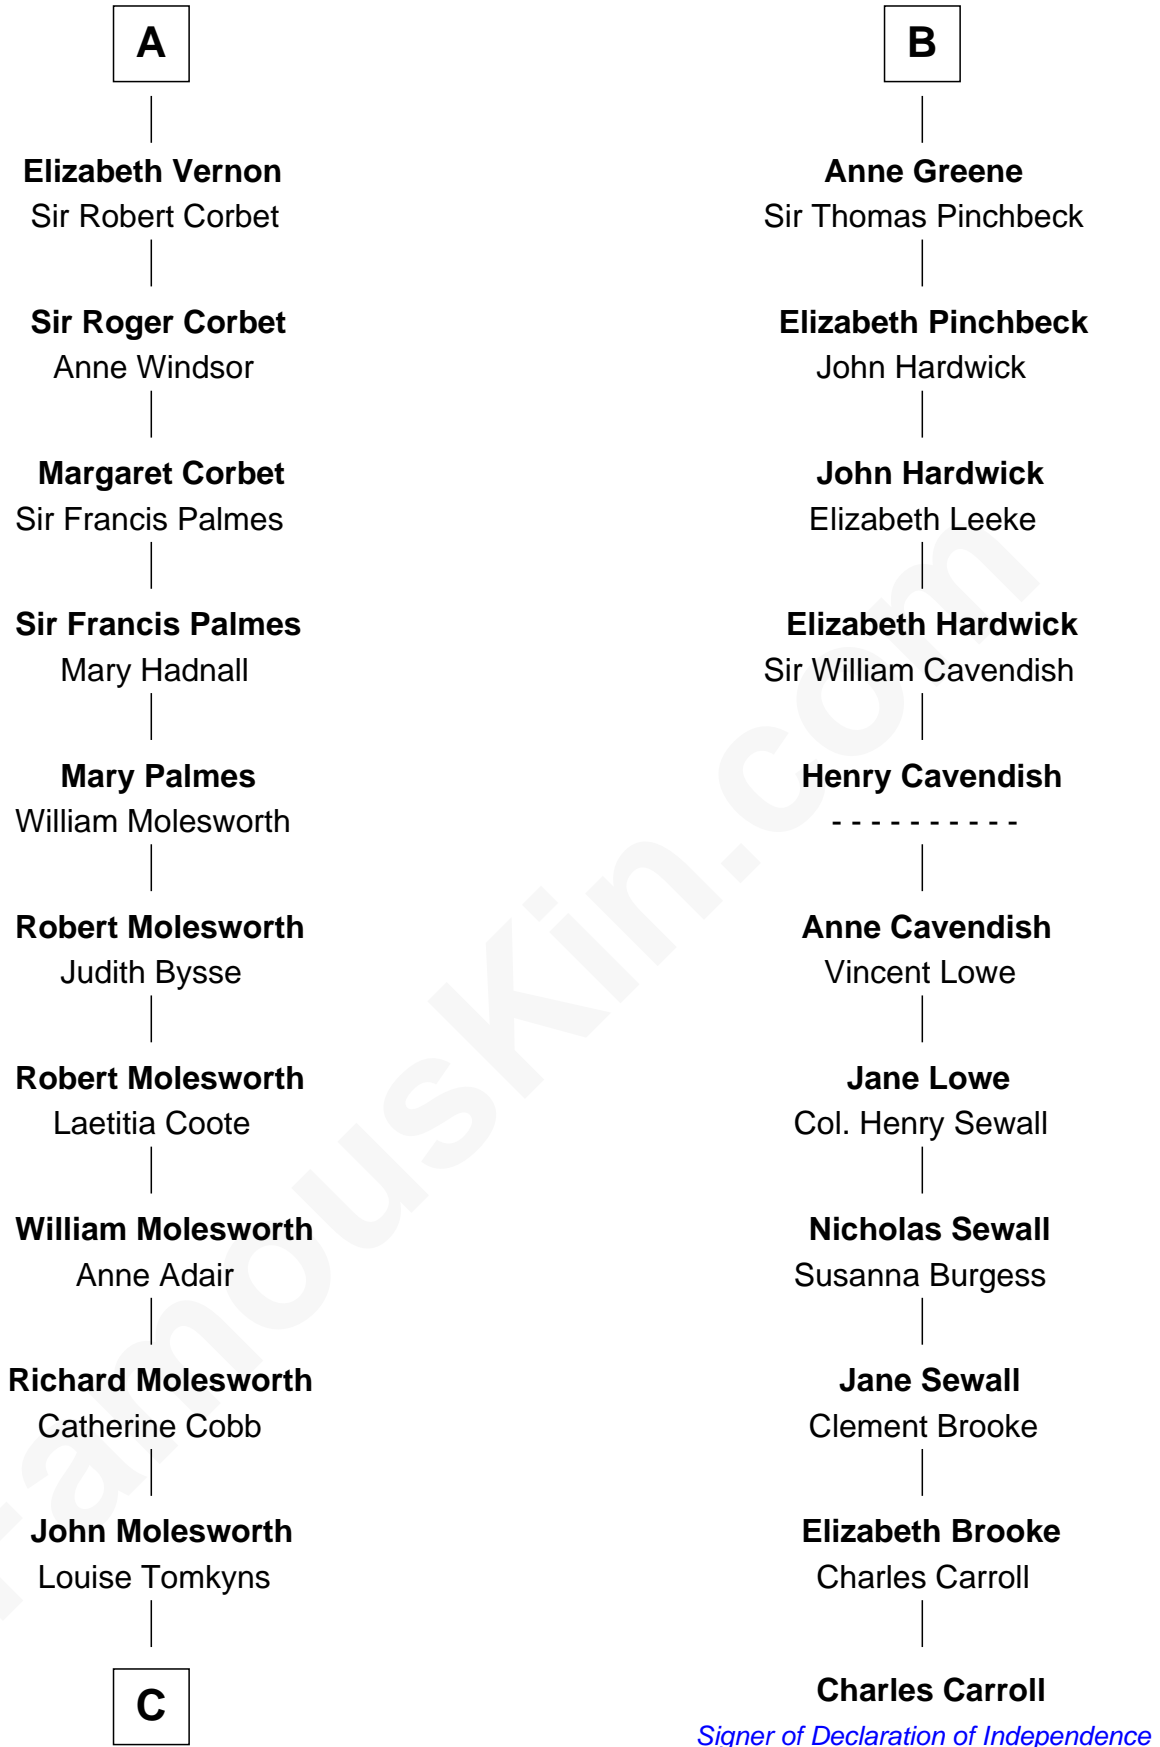 A
Elizabeth Vernon
Sir Robert Corbet
Sir Roger Corbet
Anne Windsor
Margaret Corbet
Sir Francis Palmes
Sir Francis Palmes
Mary Hadnall
Mary Palmes
William Molesworth
Robert Molesworth
Judith Bysse
Robert Molesworth
Laetitia Coote
William Molesworth
Anne Adair
Richard Molesworth
Catherine Cobb
John Molesworth
Louise Tomkyns
C
B
Anne Greene
Sir Thomas Pinchbeck
Elizabeth Pinchbeck
John Hardwick
John Hardwick
Elizabeth Leeke
Elizabeth Hardwick
Sir William Cavendish
Henry Cavendish
- - - - - - - - - -
Anne Cavendish
Vincent Lowe
Jane Lowe
Col. Henry Sewall
Nicholas Sewall
Susanna Burgess
Jane Sewall
Clement Brooke
Elizabeth Brooke
Charles Carroll
Charles Carroll
Signer of Declaration of Independence
FamousKin.com